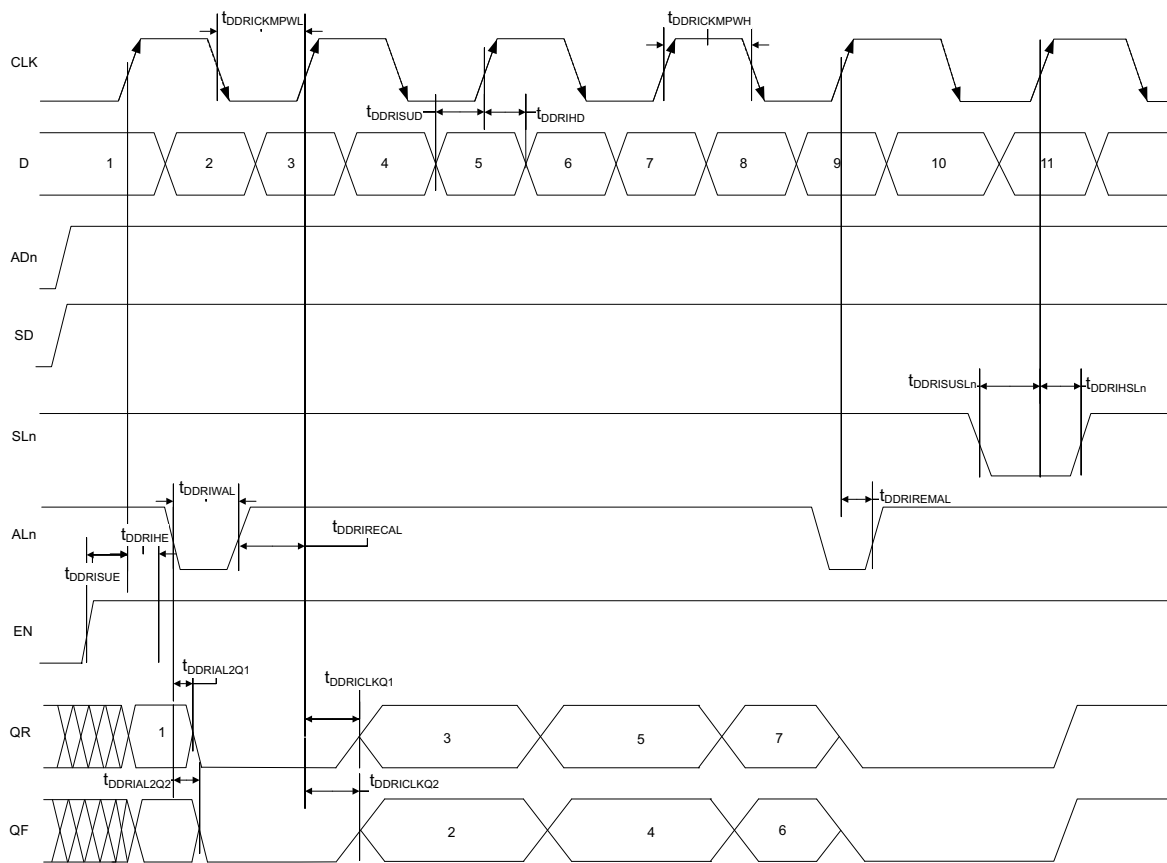 tDDRICKMPWL
tDDRICKMPWH
CLK
tDDRISUD
tDDRIHD
D
1 2 3 4 5 6 7 8 9 10 11
ADn
SD
tDDRISUSLn
tDDRIHSLn
SLn
tDDRIWAL
tDDRIREMAL
ALn
tDDRIHE
tDDRIRECAL
tDDRISUE
EN
tDDRIAL2Q1
tDDRICLKQ1
QR
1 3 5 7
tDDRIAL2Q2
tDDRICLKQ2
QF
2 4 6